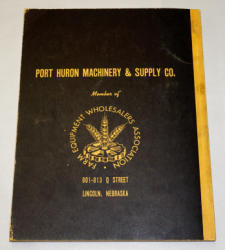 PORT HURON MACHINERY & SUPPLY CO.
Member of
FARM EQUIPMENT WHOLESALERS ASSOCIATION
801-813 Q STREET
LINCOLN, NEBRASKA